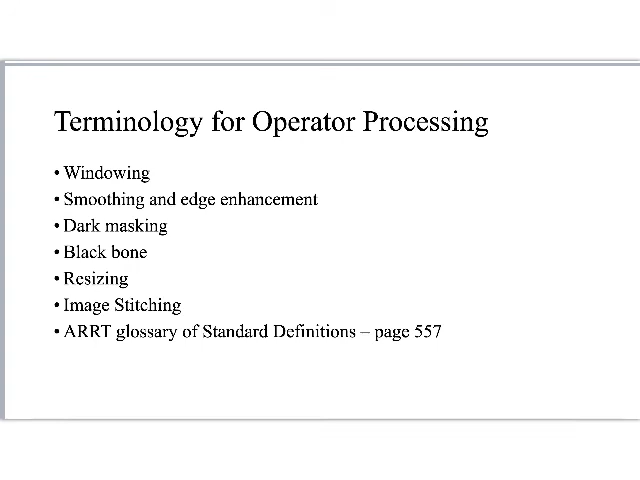 Terminology for Operator Processing
• Windowing
• Smoothing and edge enhancement
• Dark masking
• Black bone
• Resizing
• Image Stitching
• ARRT glossary of Standard Definitions – page 557